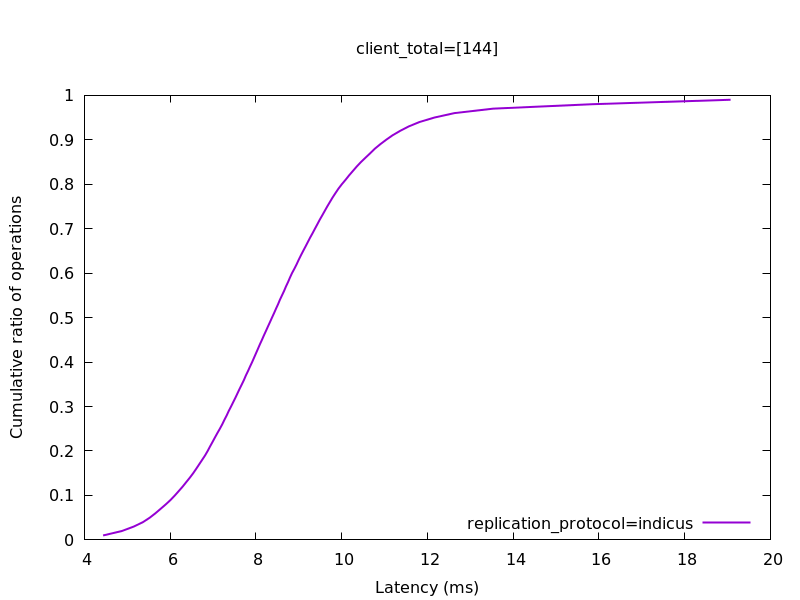 client_total=[144]
1
0.9
0.8
0.7
0.6
0.5
0.4
0.3
0.2
0.1
0
Cumulative ratio of operations
replication_protocol=indicus
4 6 8 10 12 14 16 18 20
Latency (ms)